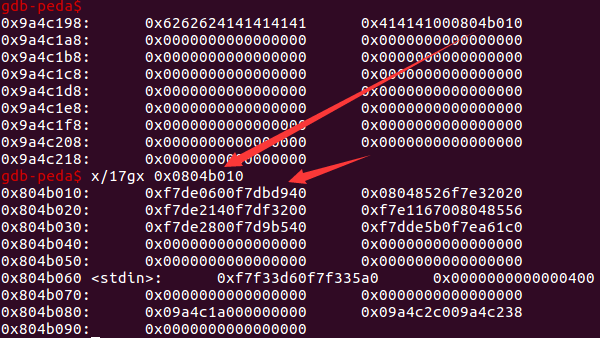 gdb-peda$
0x9a4c198: 0x6262624141414141 0x414141000804b010
0x9a4c1a8: 0x0000000000000000 0x0000000000000000
0x9a4c1b8: 0x0000000000000000 0x0000000000000000
0x9a4c1c8: 0x0000000000000000 0x0000000000000000
0x9a4c1d8: 0x0000000000000000 0x0000000000000000
0x9a4c1e8: 0x0000000000000000 0x0000000000000000
0x9a4c1f8: 0x0000000000000000 0x0000000000000000
0x9a4c208: 0x0000000000000000 0x0000000000000000
0x9a4c218: 0x0000000000000000
gdb-peda$ x/17gx 0x0804b010
0x804b010: 0xf7de0600f7dbd940 0x08048526f7e32020
0x804b020: 0xf7de2140f7df3200 0xf7e1167008048556
0x804b030: 0xf7de2800f7d9b540 0xf7dde5b0f7ea61c0
0x804b040: 0x0000000000000000 0x0000000000000000
0x804b050: 0x0000000000000000 0x0000000000000000
0x804b060 <stdin>: 0xf7f33d60f7f335a0 0x0000000000000400
0x804b070: 0x0000000000000000 0x0000000000000000
0x804b080: 0x09a4c1a000000000 0x09a4c2c009a4c238
0x804b090: 0x0000000000000000